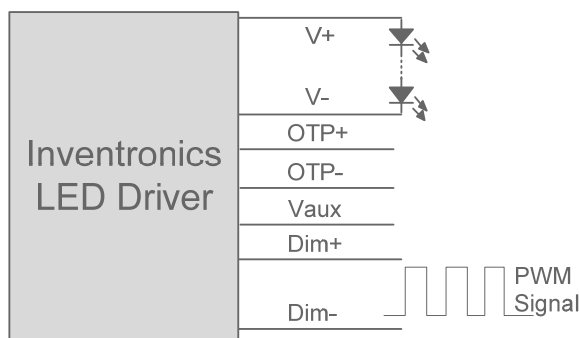 V+
V-
OTP+
OTP-
Vaux
Dim+
Dim-
Inventronics
LED Driver
PWM
Signal